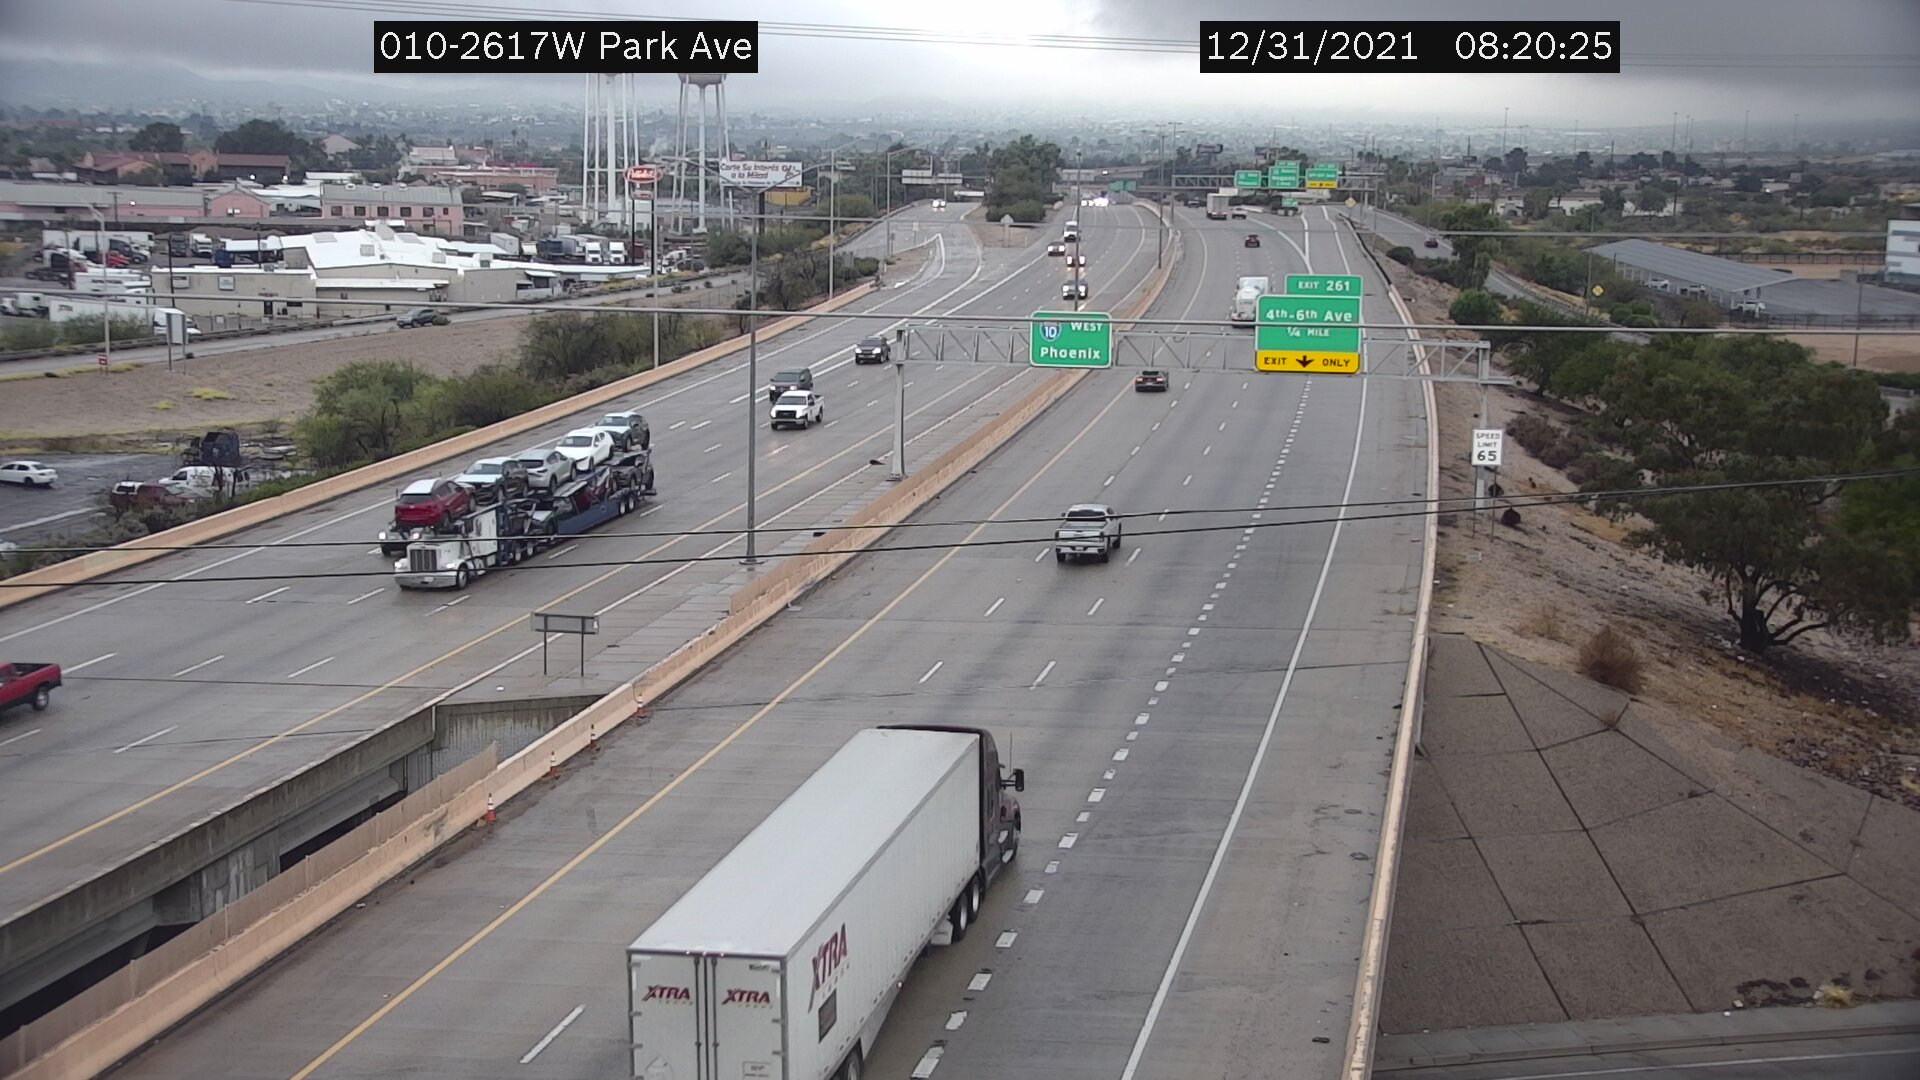 010-2617W Park Ave
12/31/2021 08:20:25
EXIT 261
4th-6th Ave
1/4 MILE
EXIT ONLY
10 WEST
Phoenix
SPEED
LIMIT
65
XTRA
XTRA
XTRA